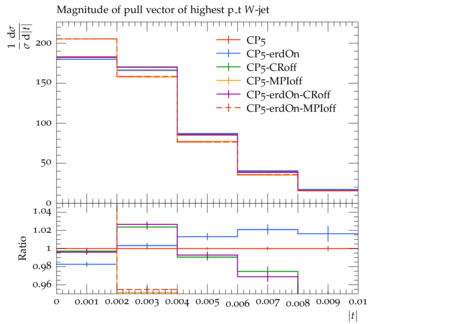 Magnitude of pull vector of highest p_t W-jet
1/σ dσ/d|t|
200
150
100
50
0
CP5
CP5-erdOn
CP5-CRoff
CP5-MPIoff
CP5-erdOn-CRoff
CP5-erdOn-MPIoff
Ratio
1.04
1.02
1
0.98
0.96
0 0.001 0.002 0.003 0.004 0.005 0.006 0.007 0.008 0.009 0.01
|t|